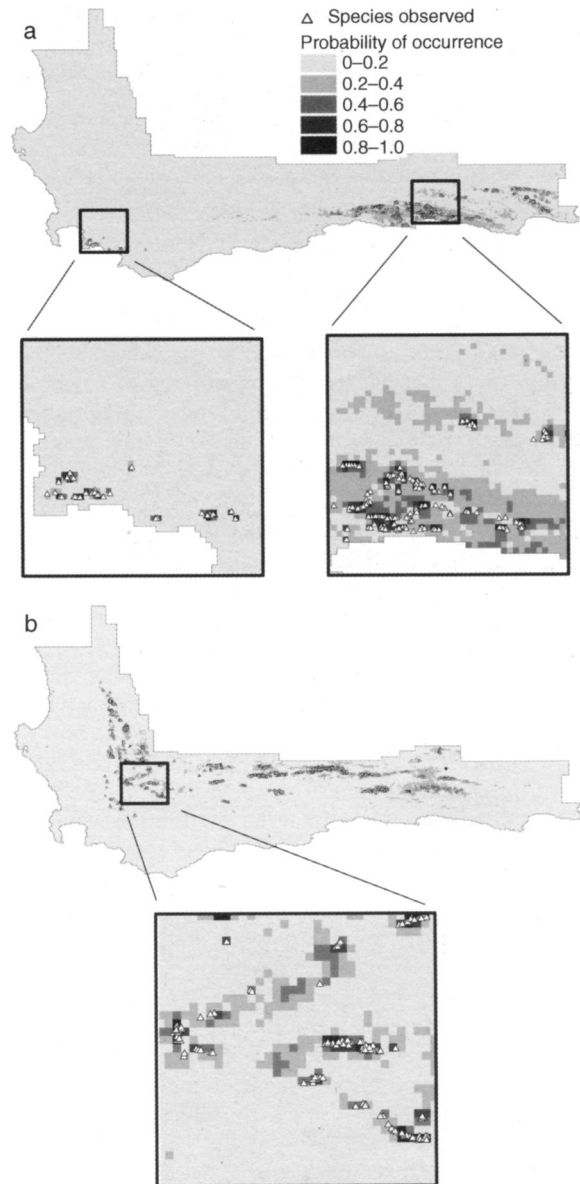 a
Species observed
Probability of occurrence
0–0.2
0.2–0.4
0.4–0.6
0.6–0.8
0.8–1.0
b